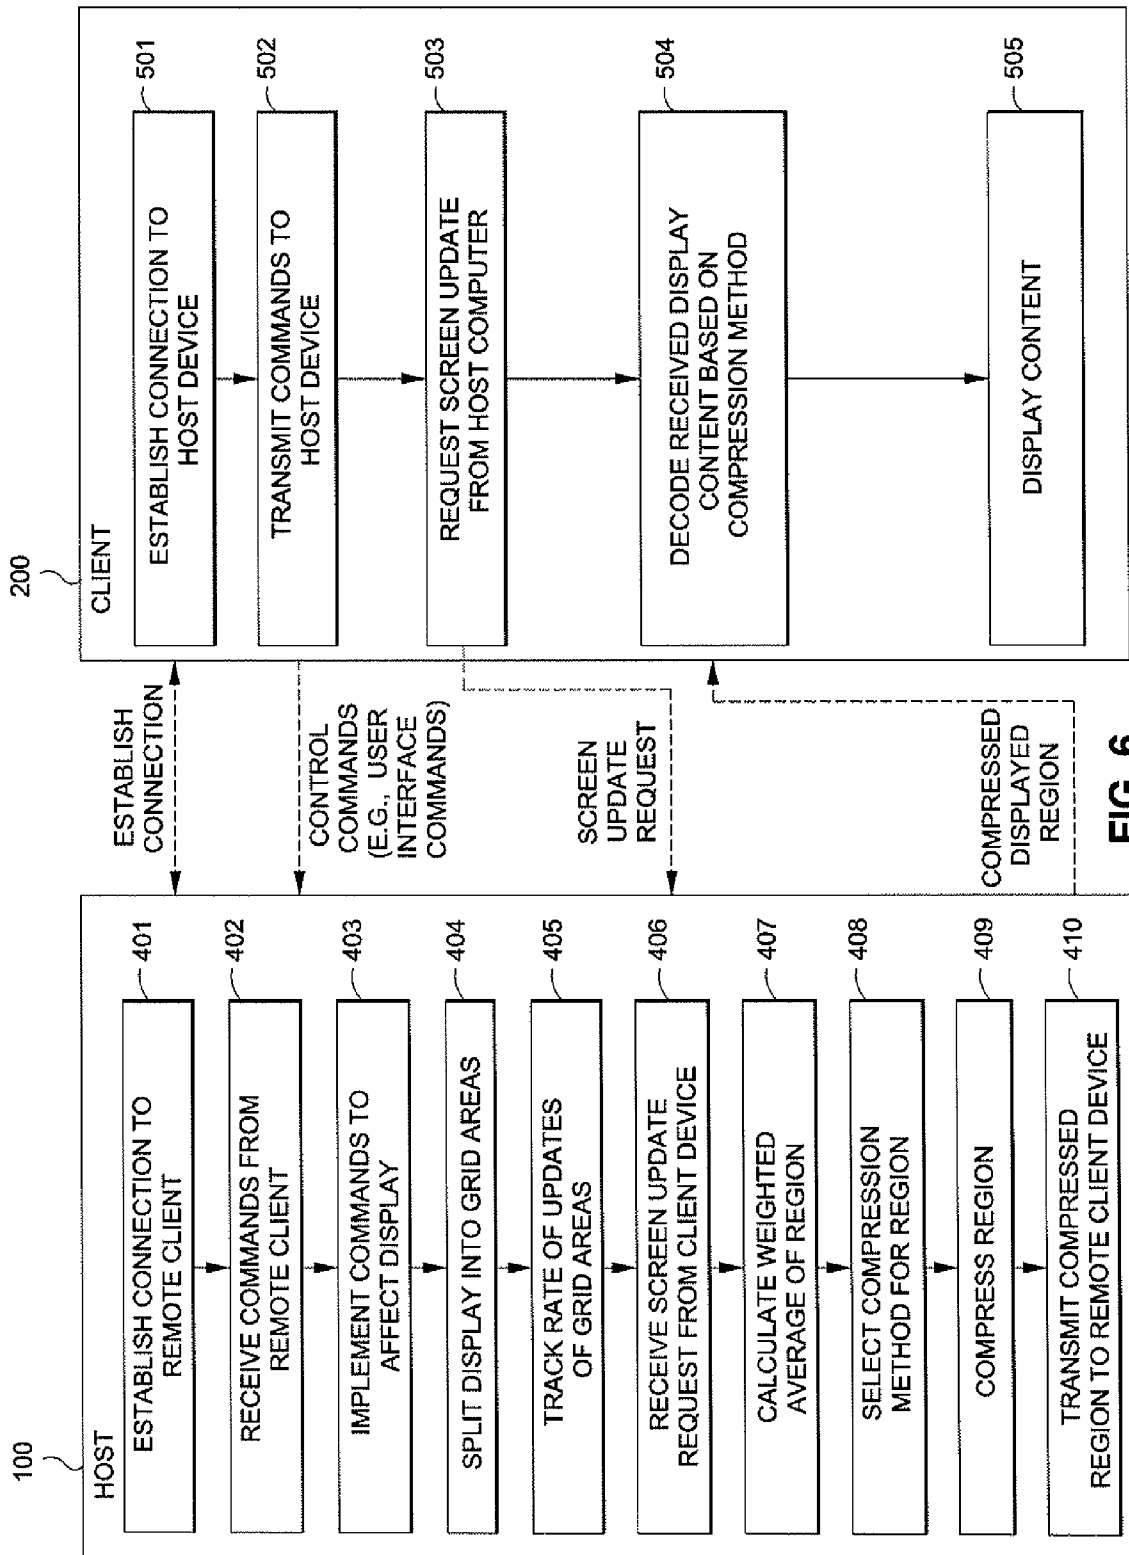 100
HOST
ESTABLISH CONNECTION TO
REMOTE CLIENT
401
RECEIVE COMMANDS FROM
REMOTE CLIENT
402
IMPLEMENT COMMANDS TO
AFFECT DISPLAY
403
SPLIT DISPLAY INTO GRID AREAS
404
TRACK RATE OF UPDATES
OF GRID AREAS
405
RECEIVE SCREEN UPDATE
REQUEST FROM CLIENT DEVICE
406
CALCULATE WEIGHTED
AVERAGE OF REGION
407
SELECT COMPRESSION
METHOD FOR REGION
408
COMPRESS REGION
409
TRANSMIT COMPRESSED
REGION TO REMOTE CLIENT DEVICE
410
ESTABLISH
CONNECTION
CONTROL
COMMANDS
(E.G., USER
INTERFACE
COMMANDS)
SCREEN
UPDATE
REQUEST
COMPRESSED
DISPLAYED
REGION
200
CLIENT
ESTABLISH CONNECTION TO
HOST DEVICE
501
TRANSMIT COMMANDS TO
HOST DEVICE
502
REQUEST SCREEN UPDATE
FROM HOST COMPUTER
503
DECODE RECEIVED DISPLAY
CONTENT BASED ON
COMPRESSION METHOD
504
DISPLAY CONTENT
505
FIG. 6